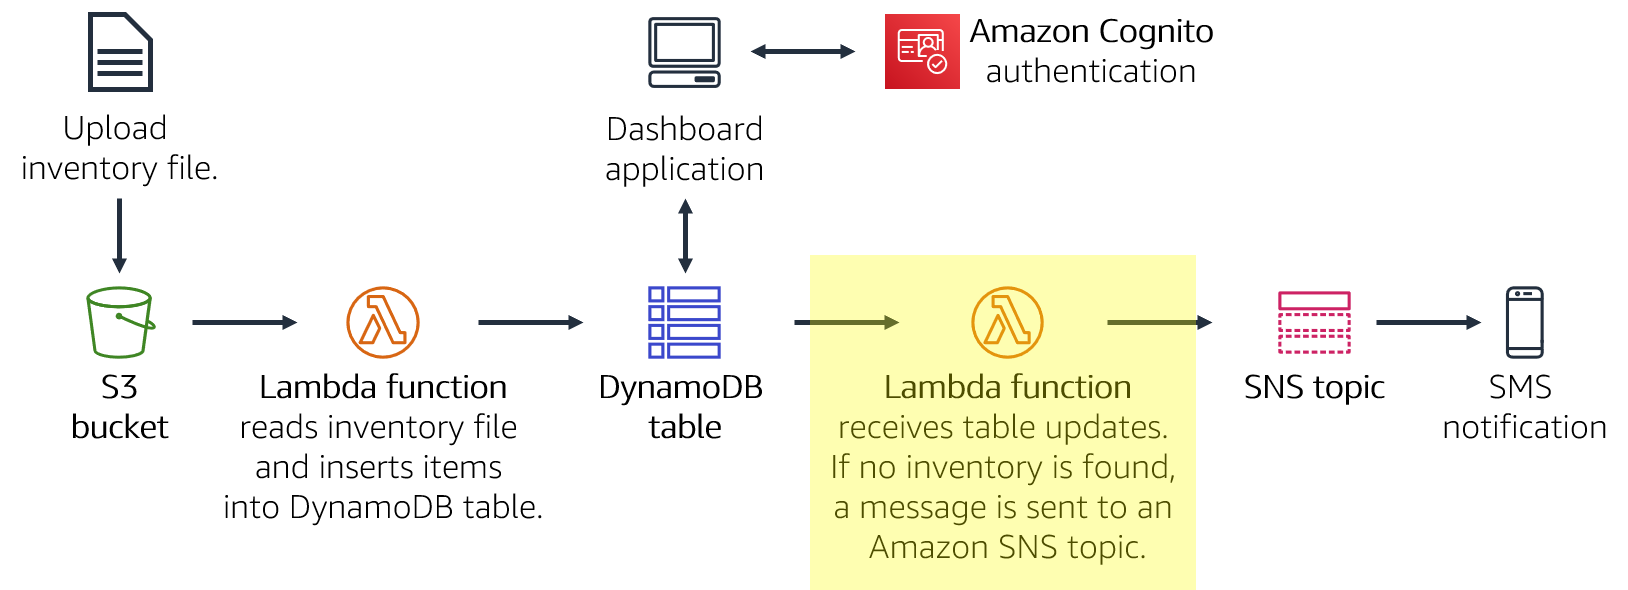 Upload
inventory file.
Dashboard
application
Amazon Cognito
authentication
S3
bucket
Lambda function
reads inventory file
and inserts items
into DynamoDB table.
DynamoDB
table
Lambda function
receives table updates.
If no inventory is found,
a message is sent to an
Amazon SNS topic.
SNS topic
SMS
notification